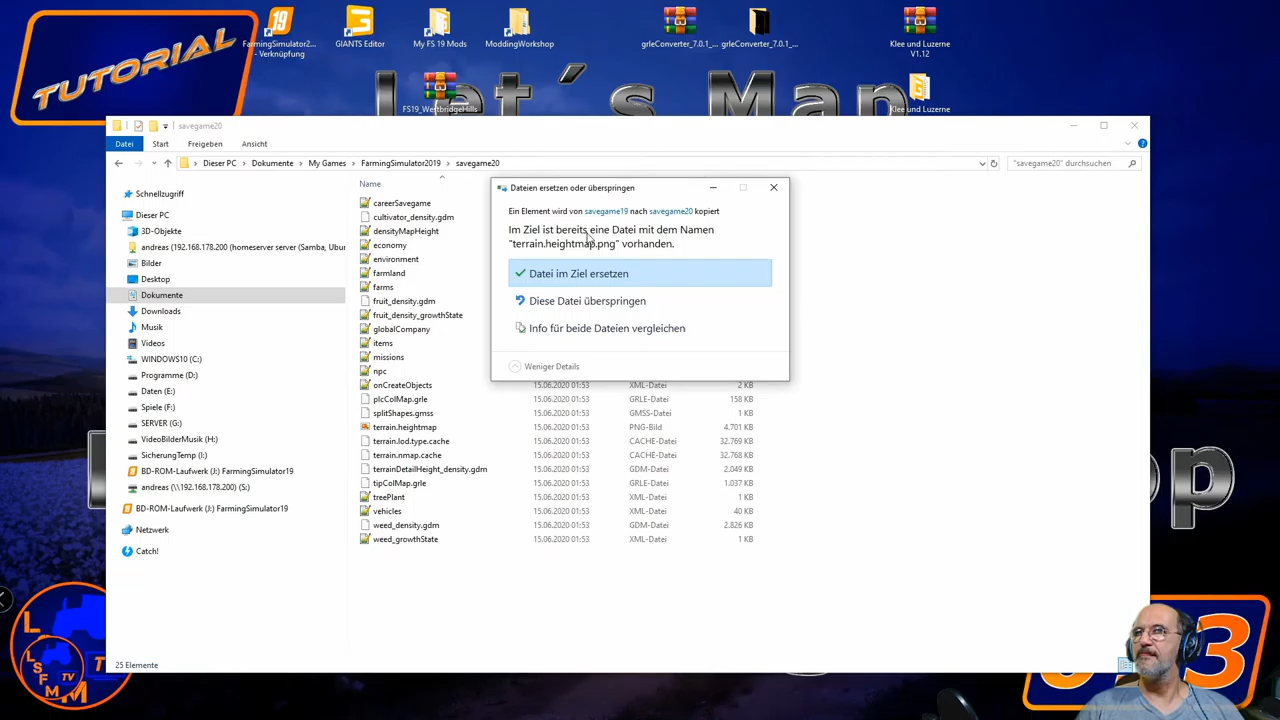 TUTORIAL
FarmingSimulator2...
- Verknüpfung
GIANTS Editor
My FS 19 Mods
ModdingWorkshop
grleConverter_7.0.1_...
grleConverter_7.0.1_...
Klee und Luzerne
V1.12
Let´s Map
FS19_WestbridgeHills
Klee und Luzerne
savegame20
Datei
Start
Freigeben
Ansicht
Dieser PC
Dokumente
My Games
FarmingSimulator2019
savegame20
"savegame20" durchsuchen
Schnellzugriff
Dieser PC
3D-Objekte
andreas (192.168.178.200 (homeserver server (Samba, Ubur
Bilder
Desktop
Dokumente
Downloads
Musik
Videos
WINDOWS10 (C:)
Programme (D:)
Daten (E:)
Spiele (F:)
SERVER (G:)
VideoBilderMusik (H:)
SicherungTemp (I:)
BD-ROM-Laufwerk (J:) FarmingSimulator19
andreas (\\192.168.178.200) (S:)
BD-ROM-Laufwerk (J:) FarmingSimulator19
Netzwerk
Catch!
Name
careerSavegame
cultivator_density.gdm
densityMapHeight
economy
environment
farmland
farms
fruit_density.gdm
fruit_density_growthState
globalCompany
items
missions
npc
onCreateObjects 15.06.2020 01:53 XML-Datei 2 KB
plcColMap.grle 15.06.2020 01:53 GRLE-Datei 158 KB
splitShapes.gmss 15.06.2020 01:53 GMSS-Datei 1 KB
terrain.heightmap 15.06.2020 01:53 PNG-Bild 4.701 KB
terrain.lod.type.cache 15.06.2020 01:53 CACHE-Datei 32.769 KB
terrain.nmap.cache 15.06.2020 01:53 CACHE-Datei 32.768 KB
terrainDetailHeight_density.gdm 15.06.2020 01:53 GDM-Datei 2.049 KB
tipColMap.grle 15.06.2020 01:53 GRLE-Datei 1.037 KB
treePlant 15.06.2020 01:53 XML-Datei 1 KB
vehicles 15.06.2020 01:53 XML-Datei 40 KB
weed_density.gdm 15.06.2020 01:53 GDM-Datei 2.826 KB
weed_growthState 15.06.2020 01:53 XML-Datei 1 KB
Dateien ersetzen oder überspringen
Ein Element wird von savegame19 nach savegame20 kopiert
Im Ziel ist bereits eine Datei mit dem Namen
"terrain.heightmap.png" vorhanden.
Datei im Ziel ersetzen
Diese Datei überspringen
Info für beide Dateien vergleichen
Weniger Details
25 Elemente